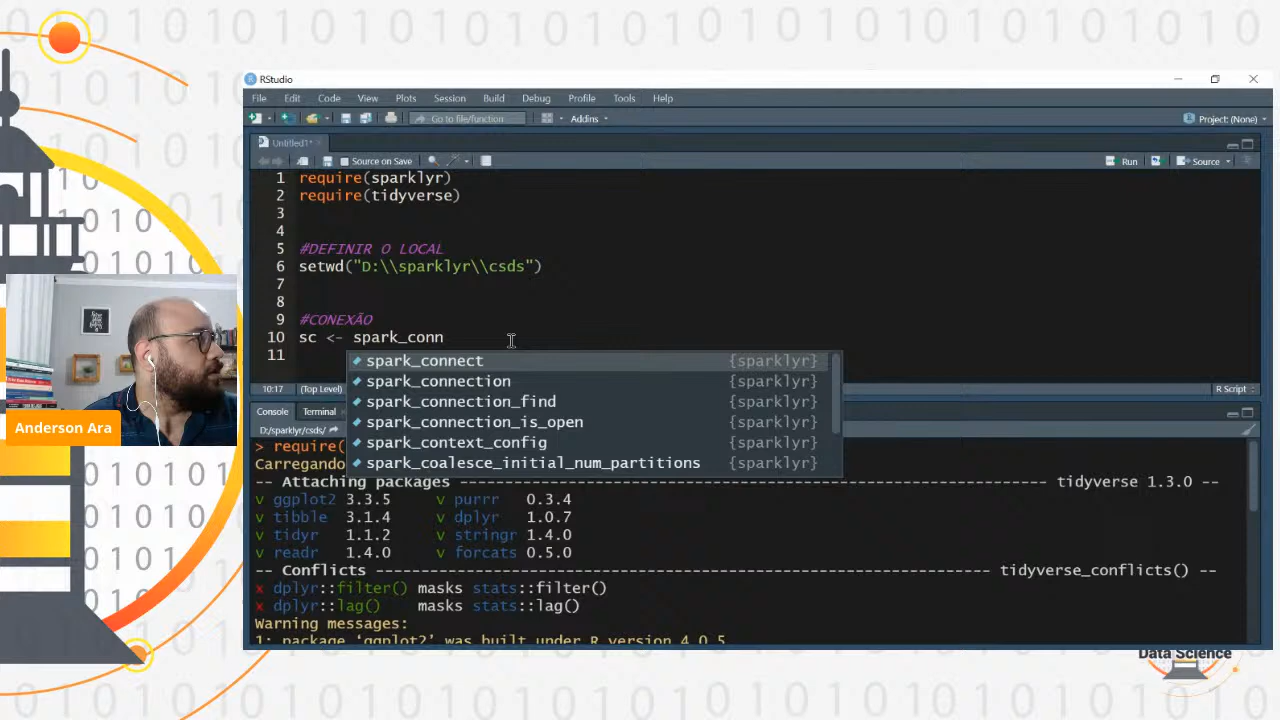 RStudio
File Edit Code View Plots Session Build Debug Profile Tools Help
Go to file/function Addins Project: (None)
Untitled1*
Source on Save Run Source
1 require(sparklyr)
2 require(tidyverse)
3
4
5 #DEFINIR O LOCAL
6 setwd("D:\\sparklyr\\csds")
7
8
9 #CONEXÃO
10 sc <- spark_conn
11
spark_connect {sparklyr}
spark_connection {sparklyr}
spark_connection_find {sparklyr}
spark_connection_is_open {sparklyr}
spark_context_config {sparklyr}
spark_coalesce_initial_num_partitions {sparklyr}
10:17 (Top Level) R Script
Console Terminal
D:/sparklyr/csds/
> require(
Carregando
-- Attaching packages --- tidyverse 1.3.0 --
v ggplot2 3.3.5 v purrr 0.3.4
v tibble 3.1.4 v dplyr 1.0.7
v tidyr 1.1.2 v stringr 1.4.0
v readr 1.4.0 v forcats 0.5.0
-- Conflicts --- tidyverse_conflicts() --
x dplyr::filter() masks stats::filter()
x dplyr::lag() masks stats::lag()
Warning messages:
1: package ‘ggplot2’ was built under R version 4.0.5
Anderson Ara
Data Science